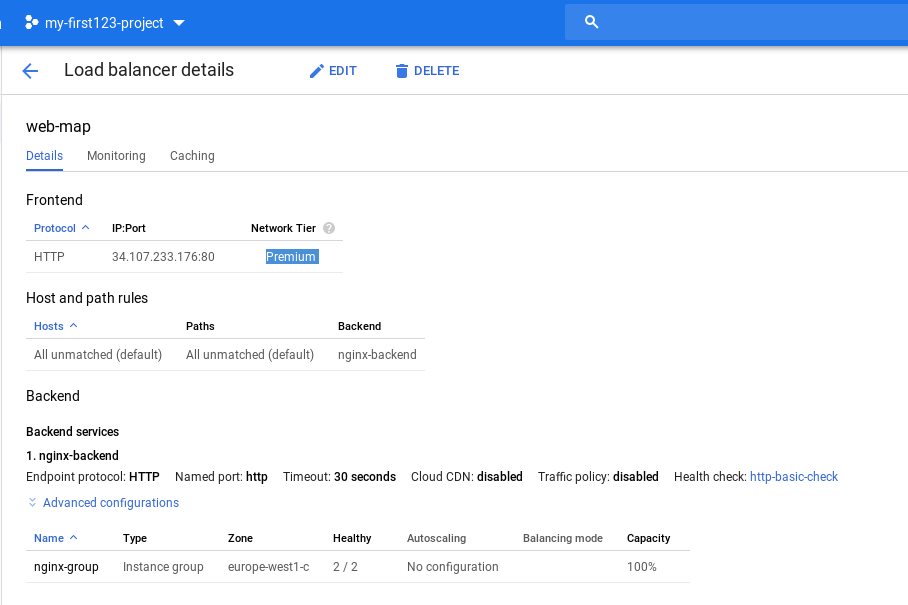 my-first123-project
Load balancer details EDIT DELETE
web-map
Details Monitoring Caching
Frontend
Protocol IP:Port Network Tier ?
HTTP 34.107.233.176:80 Premium
Host and path rules
Hosts Paths Backend
All unmatched (default) All unmatched (default) nginx-backend
Backend
Backend services
1. nginx-backend
Endpoint protocol: HTTP Named port: http Timeout: 30 seconds Cloud CDN: disabled Traffic policy: disabled Health check: http-basic-check
Advanced configurations
Name Type Zone Healthy Autoscaling Balancing mode Capacity
nginx-group Instance group europe-west1-c 2 / 2 No configuration 100%